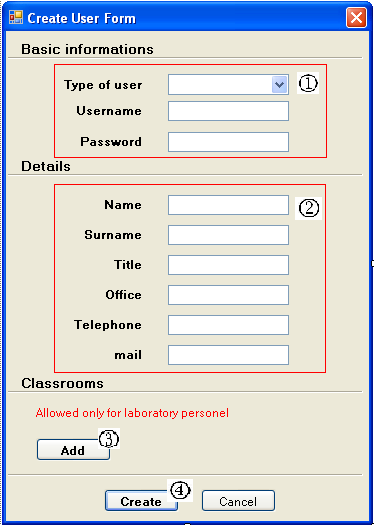 Create User Form
Basic informations
Type of user ①
Username
Password
Details
Name ②
Surname
Title
Office
Telephone
mail
Classrooms
Allowed only for laboratory personel
③
Add
④
Create Cancel